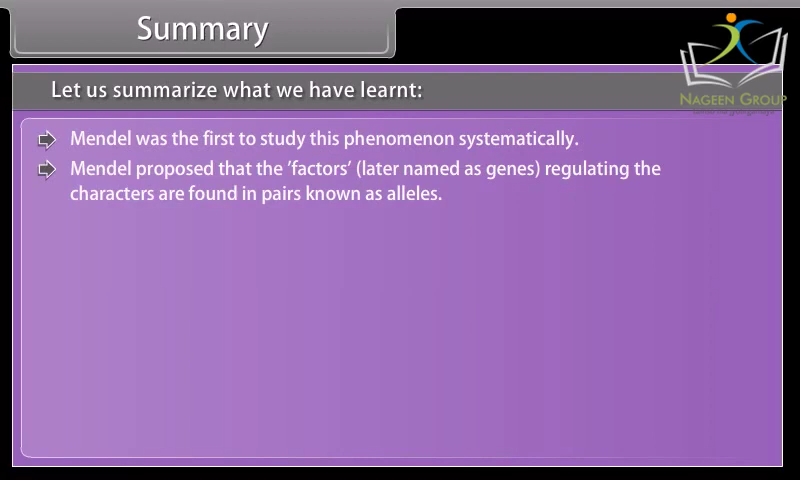 Summary
NAGEEN GROUP
Let us summarize what we have learnt:
Mendel was the first to study this phenomenon systematically.
Mendel proposed that the 'factors' (later named as genes) regulating the
characters are found in pairs known as alleles.